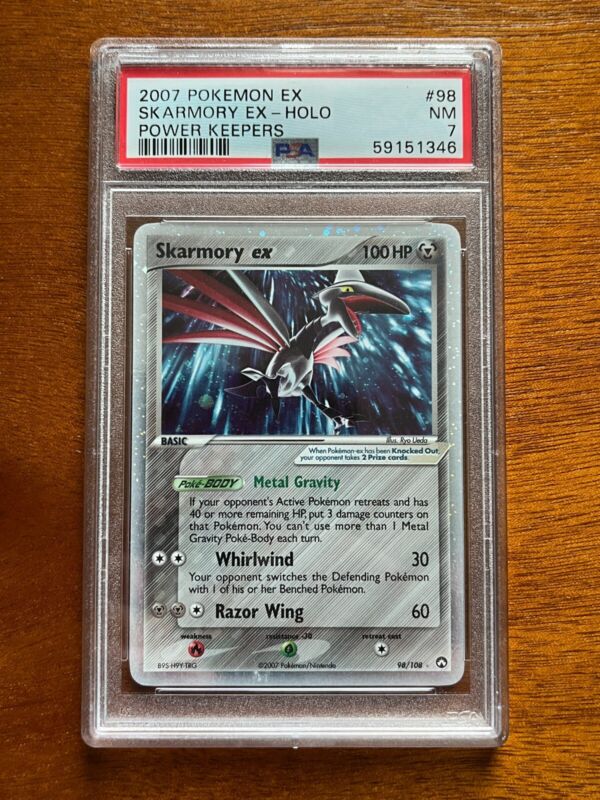 2007 POKEMON EX #98
SKARMORY EX - HOLO NM
POWER KEEPERS 7
PSA 59151346
Skarmory ex 100 HP
BASIC
Illus. Ryo Ueda
When Pokémon-ex has been Knocked Out,
your opponent takes 2 Prize cards.
Poké-BODY Metal Gravity
If your opponent's Active Pokémon retreats and has
40 or more remaining HP, put 3 damage counters on
that Pokémon. You can't use more than 1 Metal
Gravity Poké-Body each turn.
Whirlwind 30
Your opponent switches the Defending Pokémon
with 1 of his or her Benched Pokémon.
Razor Wing 60
weakness resistance -30 retreat cost
B95-H9Y-TRG ©2007 Pokémon/Nintendo 98/108